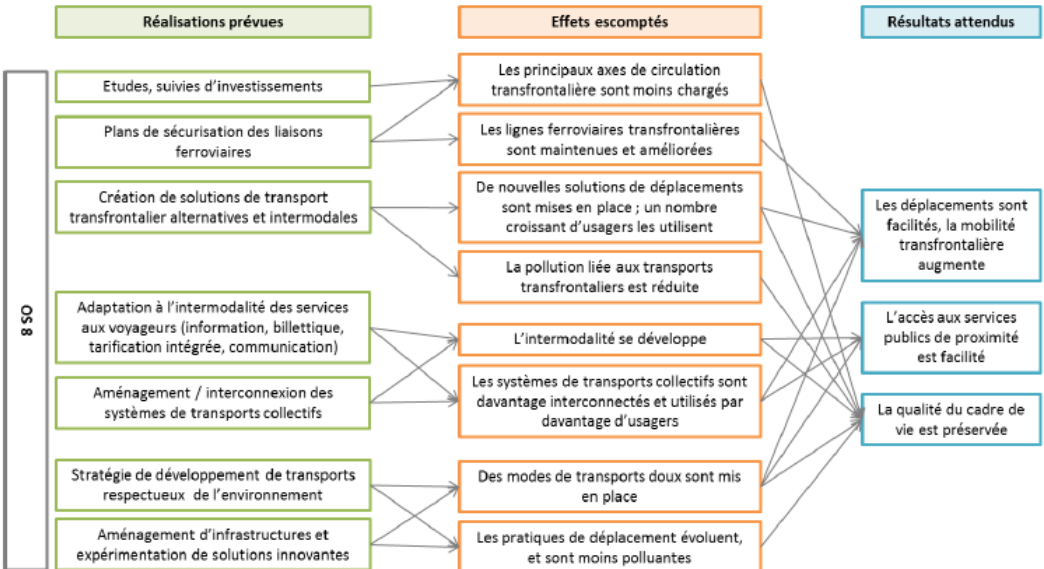 Réalisations prévues
Effets escomptés
Résultats attendus
OS 8
Etudes, suivies d'investissements
Plans de sécurisation des liaisons
ferroviaires
Création de solutions de transport
transfrontalier alternatives et intermodales
Adaptation à l'intermodalité des services
aux voyageurs (information, billettique,
tarification intégrée, communication)
Aménagement / interconnexion des
systèmes de transports collectifs
Stratégie de développement de transports
respectueux de l'environnement
Aménagement d'infrastructures et
expérimentation de solutions innovantes
Les principaux axes de circulation
transfrontalière sont moins chargés
Les lignes ferroviaires transfrontalières
sont maintenues et améliorées
De nouvelles solutions de déplacements
sont mises en place ; un nombre
croissant d'usagers les utilisent
La pollution liée aux transports
transfrontaliers est réduite
L'intermodalité se développe
Les systèmes de transports collectifs sont
davantage interconnectés et utilisés par
davantage d'usagers
Des modes de transports doux sont mis
en place
Les pratiques de déplacement évoluent,
et sont moins polluantes
Les déplacements sont
facilités, la mobilité
transfrontalière
augmente
L'accès aux services
publics de proximité
est facilité
La qualité du cadre de
vie est préservée